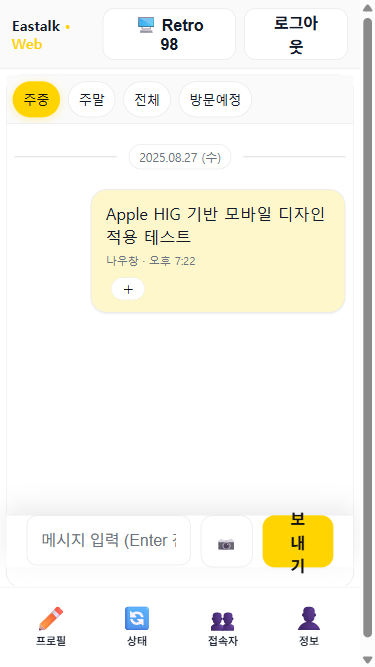 Eastalk •
Web
Retro
98
로그아
웃
주중 주말 전체 방문예정
2025.08.27 (수)
Apple HIG 기반 모바일 디자인
적용 테스트
나우창 · 오후 7:22
+
메시지 입력 (Enter 전
보
내
기
프로필 상태 접속자 정보